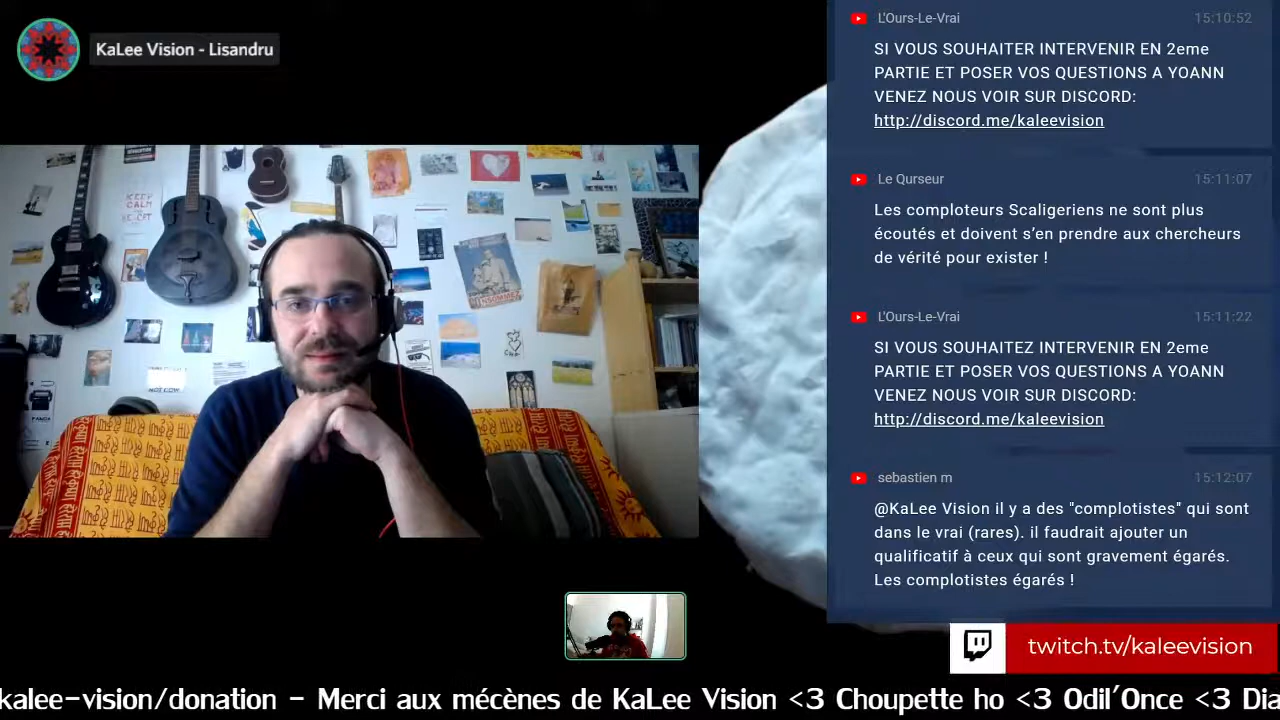 KaLee Vision - Lisandru
KEEP
CALM
L'Ours-Le-Vrai
15:10:52
SI VOUS SOUHAITER INTERVENIR EN 2eme
PARTIE ET POSER VOS QUESTIONS A YOANN
VENEZ NOUS VOIR SUR DISCORD:
http://discord.me/kaleevision
Le Qurseur
15:11:07
Les comploteurs Scaligeriens ne sont plus
écoutés et doivent s’en prendre aux chercheurs
de vérité pour exister !
L'Ours-Le-Vrai
15:11:22
SI VOUS SOUHAITEZ INTERVENIR EN 2eme
PARTIE ET POSER VOS QUESTIONS A YOANN
VENEZ NOUS VOIR SUR DISCORD:
http://discord.me/kaleevision
sebastien m
15:12:07
@KaLee Vision il y a des "complotistes" qui sont
dans le vrai (rares). il faudrait ajouter un
qualificatif à ceux qui sont gravement égarés.
Les complotistes égarés !
twitch.tv/kaleevision
kalee-vision/donation - Merci aux mécènes de KaLee Vision <3 Choupette ho <3 Odil'Once <3 Dia